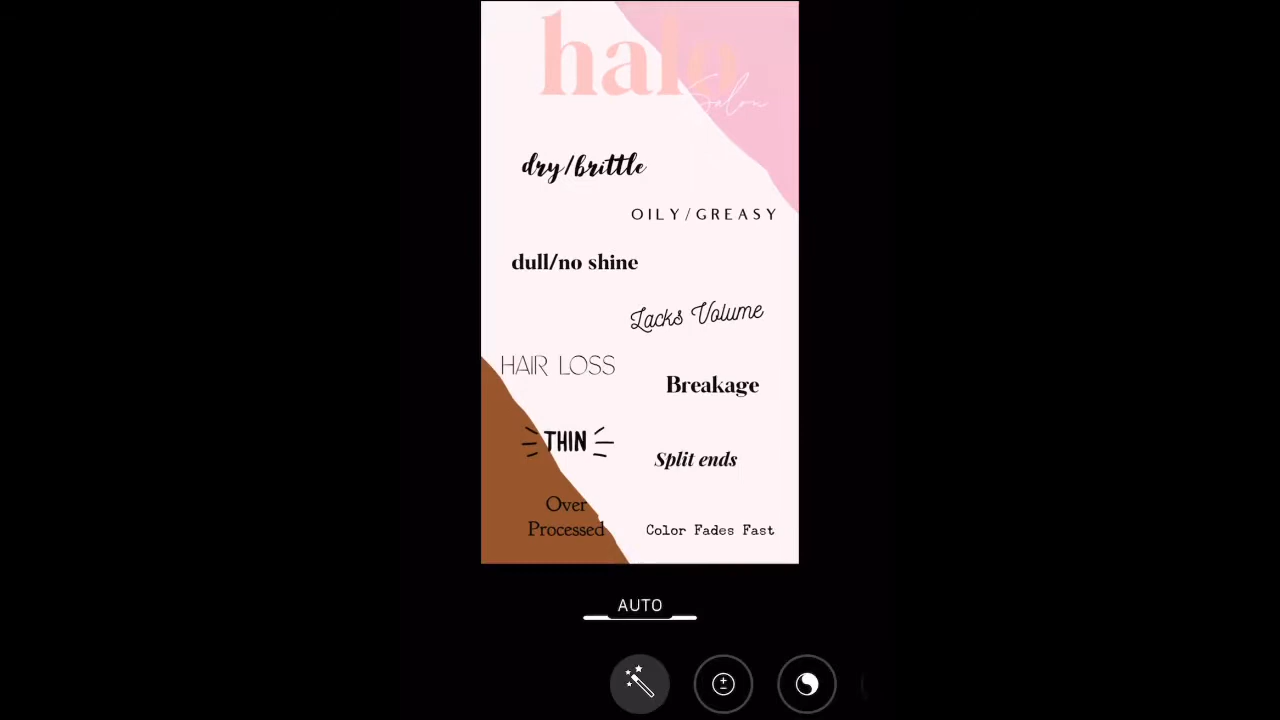 halo
Salon
dry/brittle
OILY/GREASY
dull/no shine
Lacks Volume
HAIR LOSS
Breakage
THIN
Split ends
Over
Processed
Color Fades Fast
AUTO